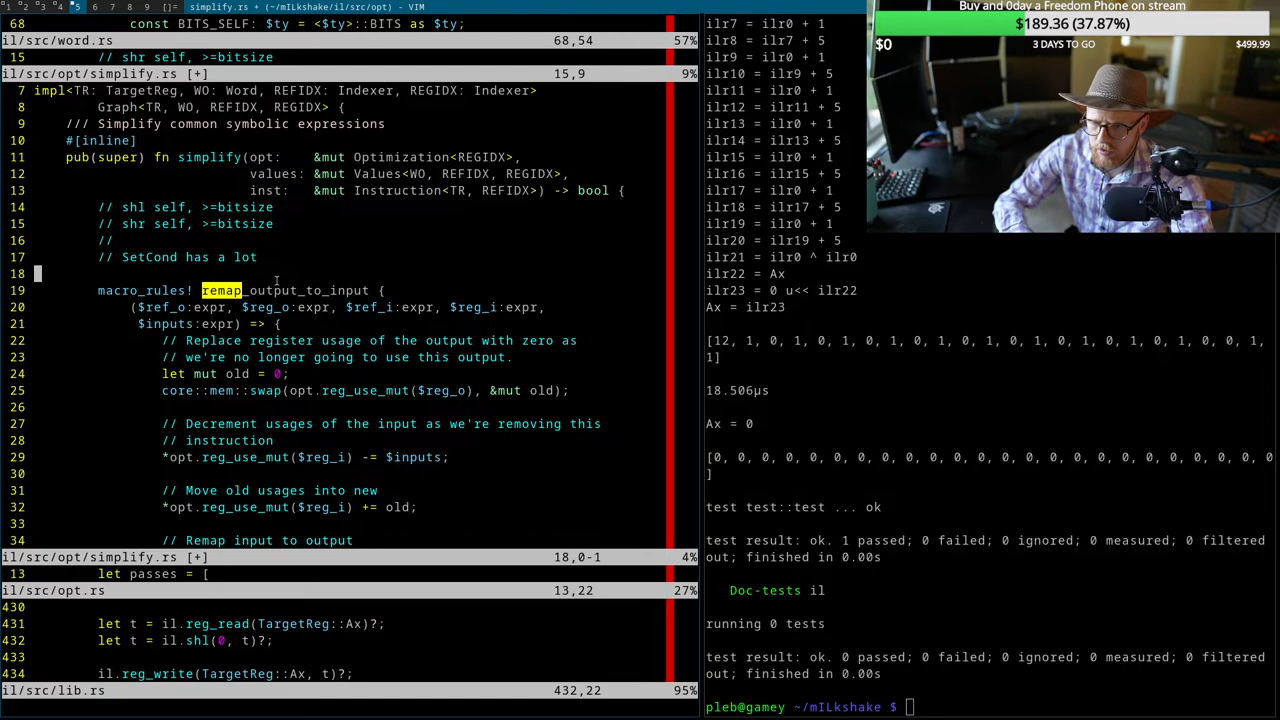 1 2 3 4 5 6 7 8 9 []= simplify.rs + (~/mILkshake/il/src/opt) - VIM
68 const BITS_SELF: $ty = <$ty>::BITS as $ty;
il/src/word.rs 68,54 57%
15 // shr self, >=bitsize
il/src/opt/simplify.rs [+] 15,9 9%
7 impl<TR: TargetReg, WO: Word, REFIDX: Indexer, REGIDX: Indexer>
8 Graph<TR, WO, REFIDX, REGIDX> {
9 /// Simplify common symbolic expressions
10 #[inline]
11 pub(super) fn simplify(opt: &mut Optimization<REGIDX>,
12 values: &mut Values<WO, REFIDX, REGIDX>,
13 inst: &mut Instruction<TR, REFIDX>) -> bool {
14 // shl self, >=bitsize
15 // shr self, >=bitsize
16 //
17 // SetCond has a lot
18
19 macro_rules! remap_output_to_input {
20 ($ref_o:expr, $reg_o:expr, $ref_i:expr, $reg_i:expr,
21 $inputs:expr) => {
22 // Replace register usage of the output with zero as
23 // we're no longer going to use this output.
24 let mut old = 0;
25 core::mem::swap(opt.reg_use_mut($reg_o), &mut old);
26
27 // Decrement usages of the input as we're removing this
28 // instruction
29 *opt.reg_use_mut($reg_i) -= $inputs;
30
31 // Move old usages into new
32 *opt.reg_use_mut($reg_i) += old;
33
34 // Remap input to output
il/src/opt/simplify.rs [+] 18,0-1 4%
13 let passes = [
il/src/opt.rs 13,22 27%
430
431 let t = il.reg_read(TargetReg::Ax)?;
432 let t = il.shl(0, t)?;
433
434 il.reg_write(TargetReg::Ax, t)?;
il/src/lib.rs 432,22 95%
ilr7 = ilr0 + 1
ilr8 = ilr7 + 5
ilr9 = ilr0 + 1
ilr10 = ilr9 + 5
ilr11 = ilr0 + 1
ilr12 = ilr11 + 5
ilr13 = ilr0 + 1
ilr14 = ilr13 + 5
ilr15 = ilr0 + 1
ilr16 = ilr15 + 5
ilr17 = ilr0 + 1
ilr18 = ilr17 + 5
ilr19 = ilr0 + 1
ilr20 = ilr19 + 5
ilr21 = ilr0 ^ ilr0
ilr22 = Ax
ilr23 = 0 u<< ilr22
Ax = ilr23
[12, 1, 0, 1, 0, 1, 0, 1, 0, 1, 0, 1, 0, 1, 0, 1, 0, 1, 0, 1, 0, 0, 1,
1]
18.506µs
Ax = 0
[0, 0, 0, 0, 0, 0, 0, 0, 0, 0, 0, 0, 0, 0, 0, 0, 0, 0, 0, 0, 0, 0, 0, 0
]
test test::test ... ok
test result: ok. 1 passed; 0 failed; 0 ignored; 0 measured; 0 filtered
out; finished in 0.00s
Doc-tests il
running 0 tests
test result: ok. 0 passed; 0 failed; 0 ignored; 0 measured; 0 filtered
out; finished in 0.00s
pleb@gamey ~/mILkshake $
Buy and 0day a Freedom Phone on stream
$189.36 (37.87%)
$0 3 DAYS TO GO $499.99